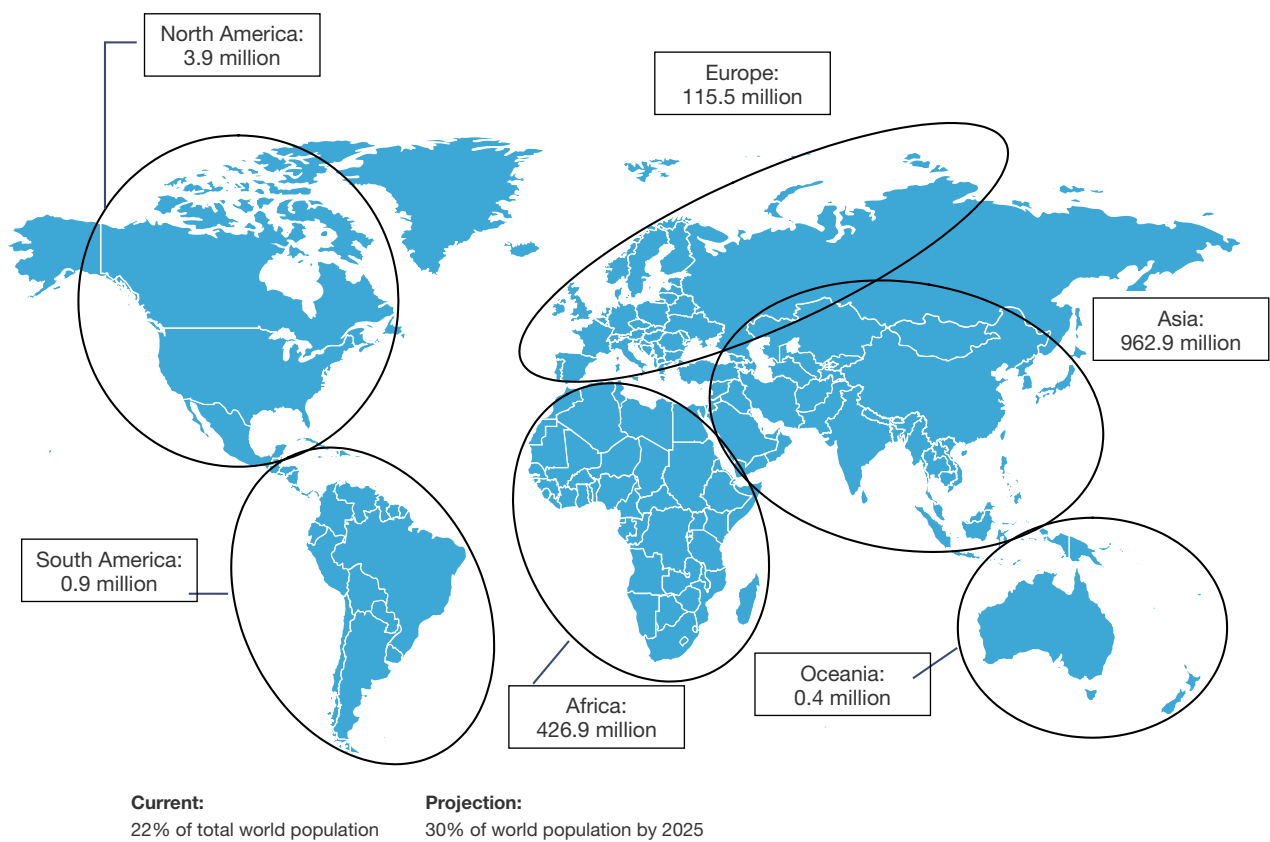 North America:
3.9 million
Europe:
115.5 million
Asia:
962.9 million
South America:
0.9 million
Oceania:
0.4 million
Africa:
426.9 million
Current:
22% of total world population
Projection:
30% of world population by 2025